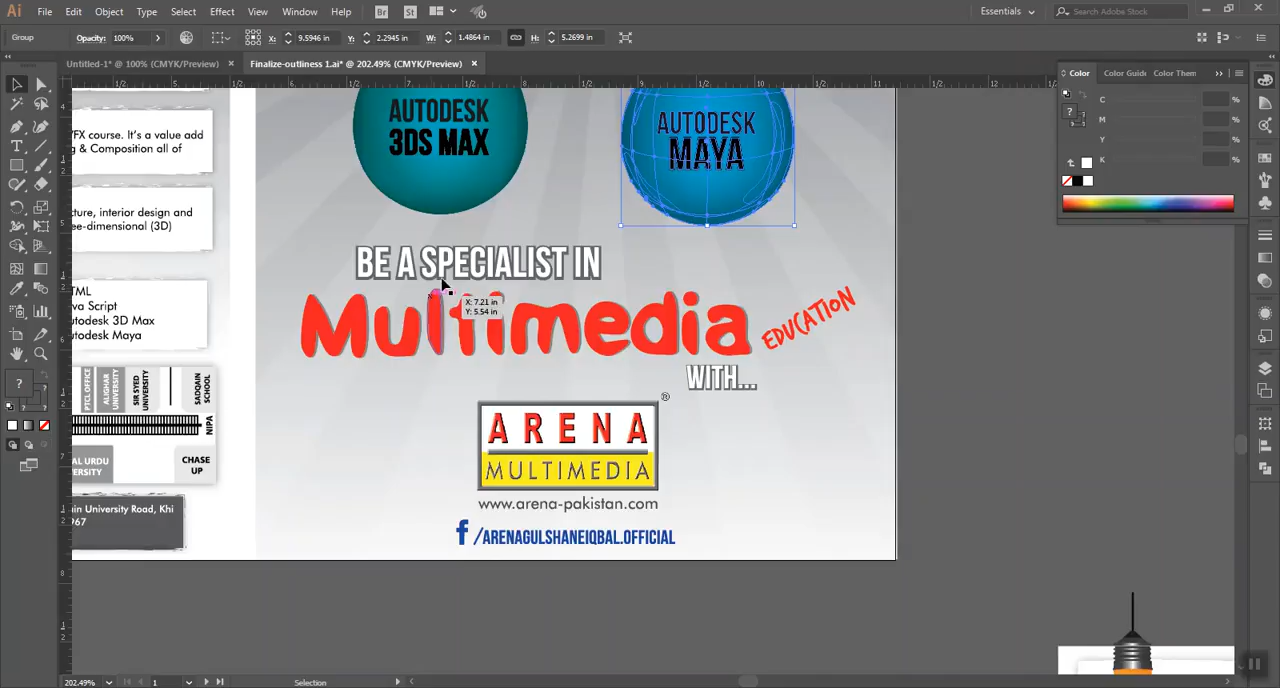 Ai File Edit Object Type Select Effect View Window Help Br St Essentials Search Adobe Stock
Group Opacity: 100% X: 9.5946 in Y: 2.2945 in W: 1.4864 in H: 5.2699 in
Untitled-1* @ 100% (CMYK/Preview) × Finalize-outliness 1.ai* @ 202.49% (CMYK/Preview) ×
Color Color Guide Color Them
C %
M %
Y %
K %
/FX course. It's a value add
g & Composition all of
cture, interior design and
ee-dimensional (3D)
TML
va Script
utodesk 3D Max
utodesk Maya
PTCL OFFICE
ALIGHAR UNIVERSITY
SIR SYED UNIVERSITY
SADQAIN SCHOOL
NIPA
AL URDU
VERSITY
CHASE UP
ain University Road, Khi
967
AUTODESK
3DS MAX
AUTODESK
MAYA
BE A SPECIALIST IN
Multimedia
EDUCATION
X: 7.21 in
Y: 5.54 in
WITH...
ARENA ®
MULTIMEDIA
www.arena-pakistan.com
f /ARENAGULSHANEIQBAL.OFFICIAL
202.49% 1 Selection